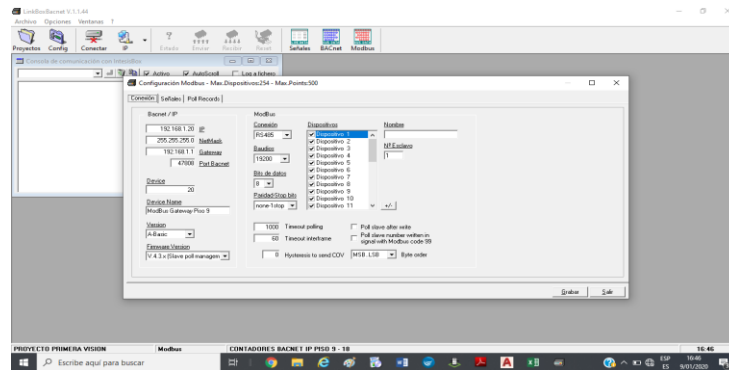 LinkBoxBacnet V.1.1.44
Archivo Opciones Ventanas ?
Proyectos Config Conectar IP Estado Enviar Recibir Reset Señales BACnet Modbus
Consola de comunicación con IntesisBox
Activo AutoScroll Log a fichero
Configuración Modbus - Max.Dispositivos:254 - Max.Points:500
Conexión Señales Poll Records
Bacnet / IP
192.168.1.20 IP
255.255.255.0 NetMask
192.168.1.1 Gateway
47808 Port Bacnet
Device
20
Device Name
ModBus Gateway-Piso 9
Version
A-Basic
Firmware Version
V.4.3.x (Slave poll managem
ModBus
Conexión
RS485
Baudios
19200
Bits de datos
8
Paridad-Stop bits
none-1stop
Dispositivos
Dispositivo 1
Dispositivo 2
Dispositivo 3
Dispositivo 4
Dispositivo 5
Dispositivo 6
Dispositivo 7
Dispositivo 8
Dispositivo 9
Dispositivo 10
Dispositivo 11
+/-
Nombre
Nº Esclavo
1
1000 Timeout polling
60 Timeout interframe
0 Hysteresis to send COV
Poll slave after write
Poll slave number written in
signal with Modbus code 99
MSB..LSB Byte order
Grabar Salir
PROYECTO PRIMERA VISION Modbus CONTADORES BACNET IP PISO 9 - 18 16:46
Escribe aquí para buscar
ESP
ES
16:46
9/01/2020